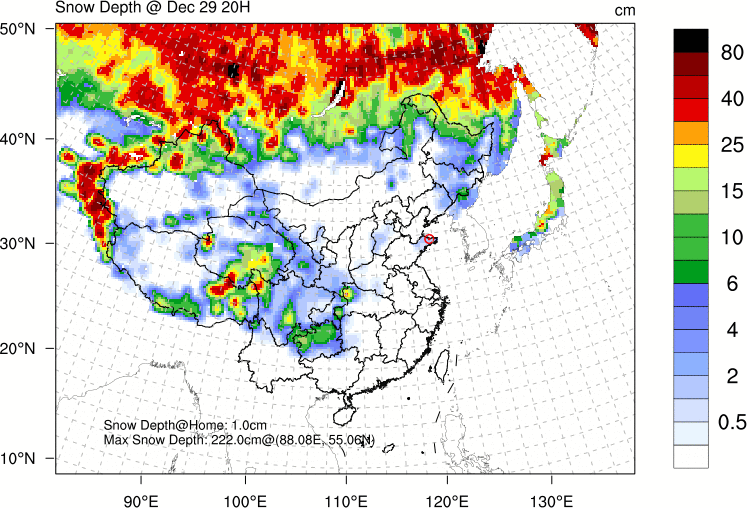 Snow Depth @ Dec 29 20H
cm
50°N
40°N
30°N
20°N
10°N
90°E
100°E
110°E
120°E
130°E
80
40
25
15
10
6
4
2
0.5
Snow Depth@Home: 1.0cm
Max Snow Depth: 222.0cm@(88.08E, 55.06N)